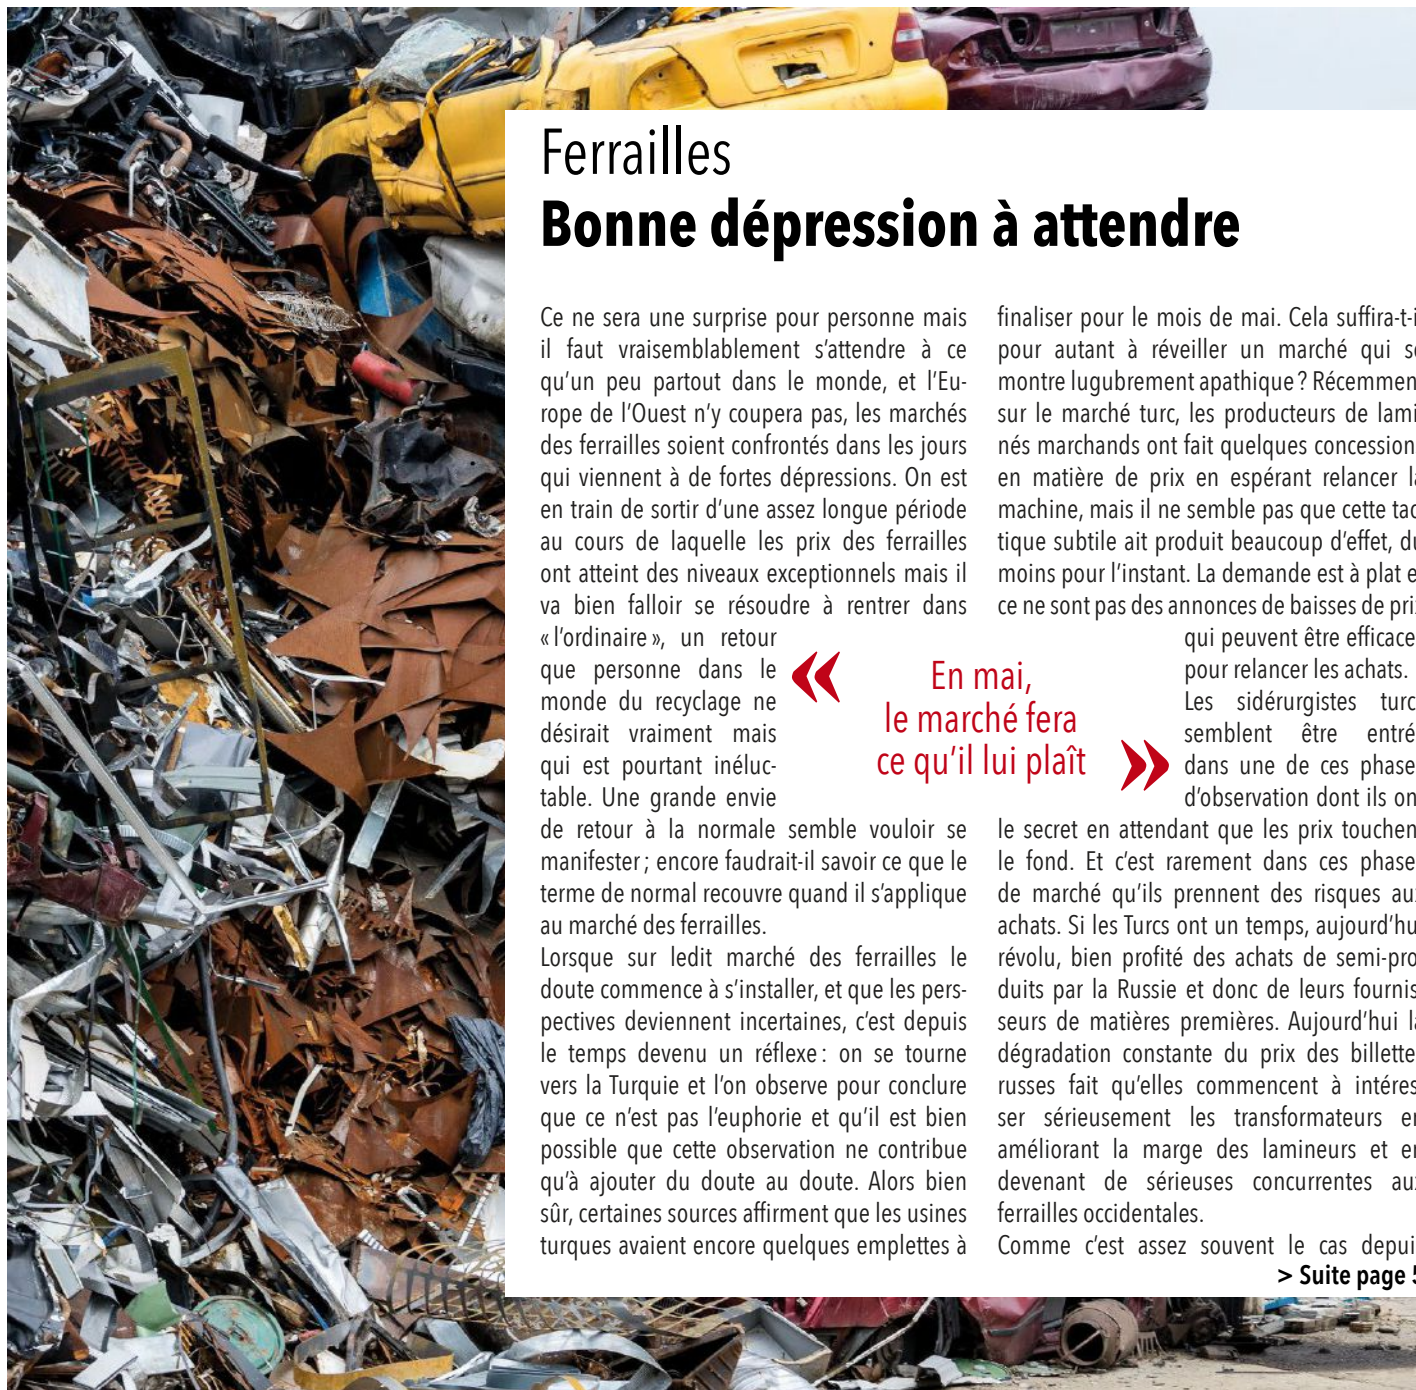 Ferrailles
Bonne dépression à attendre
Ce ne sera une surprise pour personne mais
il faut vraisemblablement s’attendre à ce
qu’un peu partout dans le monde, et l’Eu-
rope de l’Ouest n’y coupera pas, les marchés
des ferrailles soient confrontés dans les jours
qui viennent à de fortes dépressions. On est
en train de sortir d’une assez longue période
au cours de laquelle les prix des ferrailles
ont atteint des niveaux exceptionnels mais il
va bien falloir se résoudre à rentrer dans
« l’ordinaire », un retour
que personne dans le
monde du recyclage ne
désirait vraiment mais
qui est pourtant inéluc-
table. Une grande envie
de retour à la normale semble vouloir se
manifester ; encore faudrait-il savoir ce que le
terme de normal recouvre quand il s’applique
au marché des ferrailles.
Lorsque sur ledit marché des ferrailles le
doute commence à s’installer, et que les pers-
pectives deviennent incertaines, c’est depuis
le temps devenu un réflexe : on se tourne
vers la Turquie et l’on observe pour conclure
que ce n’est pas l’euphorie et qu’il est bien
possible que cette observation ne contribue
qu’à ajouter du doute au doute. Alors bien
sûr, certaines sources affirment que les usines
turques avaient encore quelques emplettes à
« En mai,
le marché fera
ce qu’il lui plaît »
finaliser pour le mois de mai. Cela suffira-t-i
pour autant à réveiller un marché qui se
montre lugubrement apathique ? Récemmen
sur le marché turc, les producteurs de lami
nés marchands ont fait quelques concession
en matière de prix en espérant relancer la
machine, mais il ne semble pas que cette tac
tique subtile ait produit beaucoup d’effet, du
moins pour l’instant. La demande est à plat e
ce ne sont pas des annonces de baisses de prix
qui peuvent être efficace
pour relancer les achats.
Les sidérurgistes turc
semblent être entré
dans une de ces phase
d’observation dont ils on
le secret en attendant que les prix touchen
le fond. Et c’est rarement dans ces phase
de marché qu’ils prennent des risques aux
achats. Si les Turcs ont un temps, aujourd’hu
révolu, bien profité des achats de semi-pro
duits par la Russie et donc de leurs fournis
seurs de matières premières. Aujourd’hui la
dégradation constante du prix des billette
russes fait qu’elles commencent à intéres
ser sérieusement les transformateurs en
améliorant la marge des lamineurs et en
devenant de sérieuses concurrentes aux
ferrailles occidentales.
Comme c’est assez souvent le cas depui
> Suite page 5